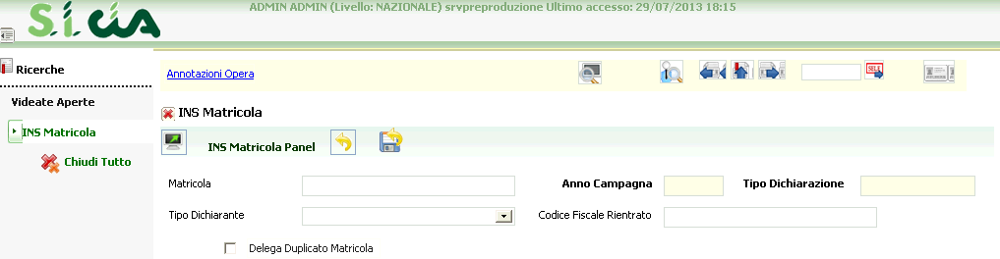 ADMIN ADMIN (Livello: NAZIONALE) srvpreproduzione Ultimo accesso: 29/07/2013 18:15
S.i.CIA
Ricerche
Annotazioni Opera
SELE
Videate Aperte
INS Matricola
INS Matricola
Chiudi Tutto
INS Matricola Panel
Matricola
Anno Campagna
Tipo Dichiarazione
Tipo Dichiarante
Codice Fiscale Rientrato
Delega Duplicato Matricola